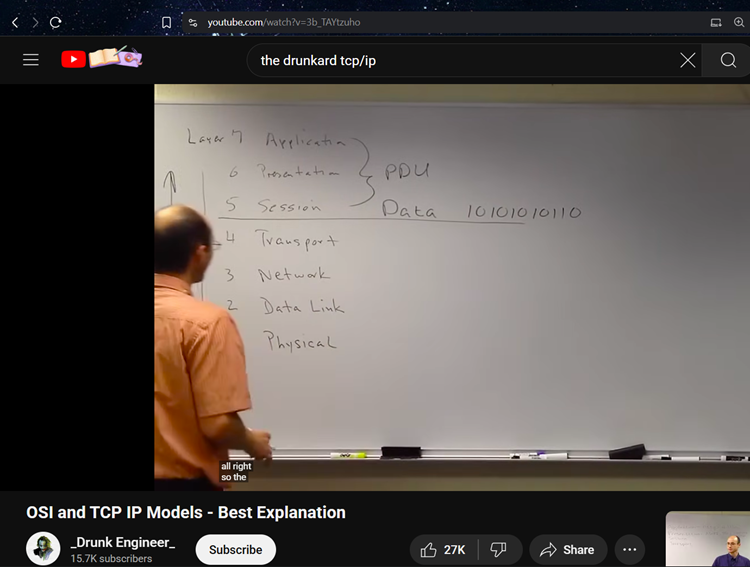 youtube.com/watch?v=3b_TAYtzuho
the drunkard tcp/ip
Layer 7 Application
6 Presentation
5 Session
PDU
Data 10101010110
4 Transport
3 Network
2 Data Link
Physical
all right
so the
OSI and TCP IP Models - Best Explanation
_Drunk Engineer_
15.7K subscribers
Subscribe
27K
Share